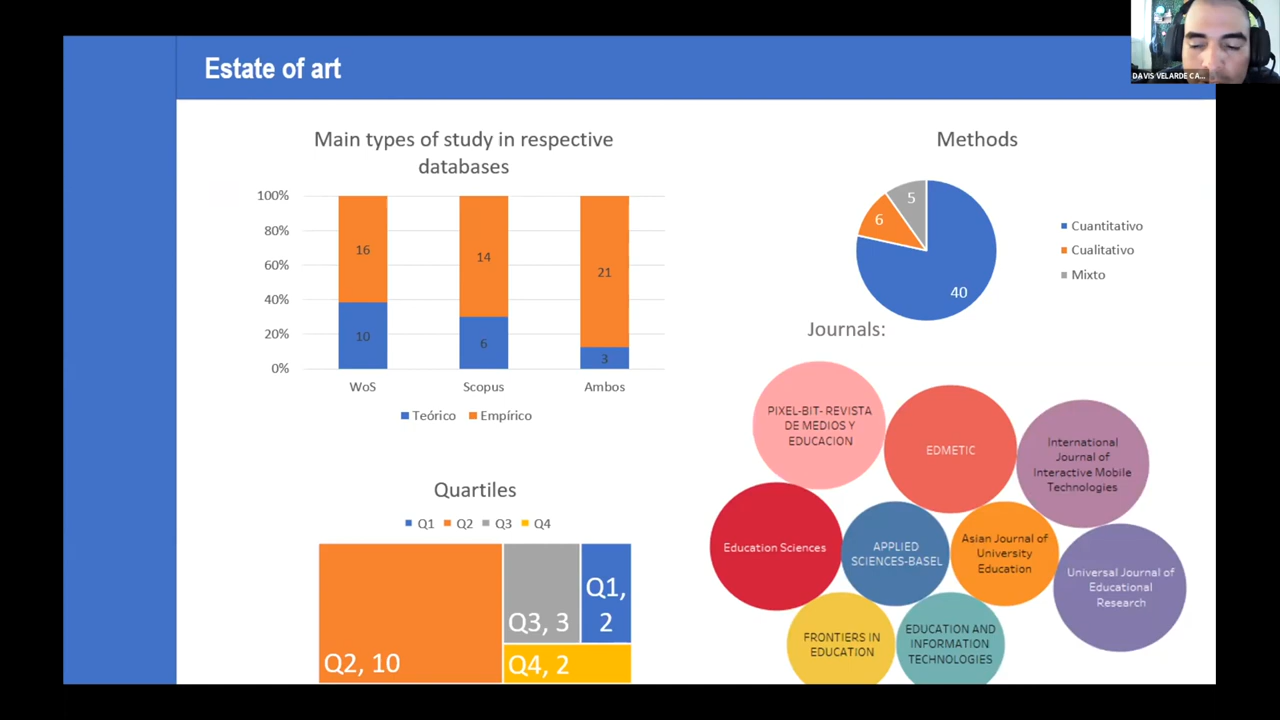 Estate of art
DAVIS VELARDE CA...
Main types of study in respective
databases
100%
80%
60%
40%
20%
0%
16
10
14
6
21
3
WoS
Scopus
Ambos
Teórico
Empírico
Methods
5
6
40
Cuantitativo
Cualitativo
Mixto
Quartiles
Q1
Q2
Q3
Q4
Q2, 10
Q3, 3
Q1,
2
Q4, 2
Journals:
PIXEL-BIT- REVISTA
DE MEDIOS Y
EDUCACION
EDMETIC
International
Journal of
Interactive Mobile
Technologies
Education Sciences
APPLIED
SCIENCES-BASEL
Asian Journal of
University
Education
Universal Journal of
Educational
Research
FRONTIERS IN
EDUCATION
EDUCATION AND
INFORMATION
TECHNOLOGIES